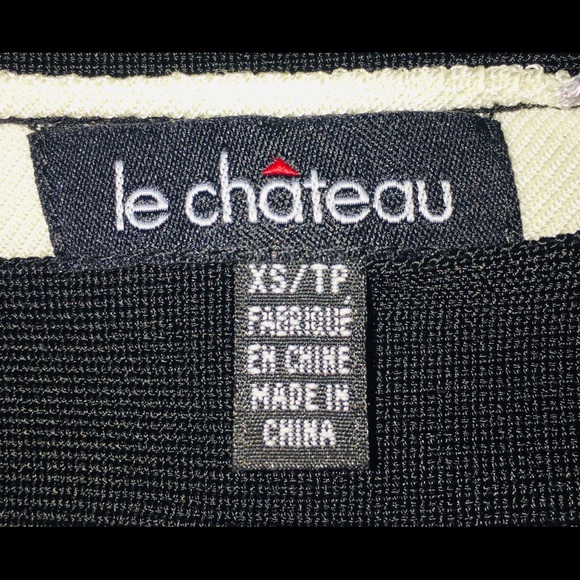 le château
XS/TP
FABRIQUÉ
EN CHINE
MADE IN
CHINA